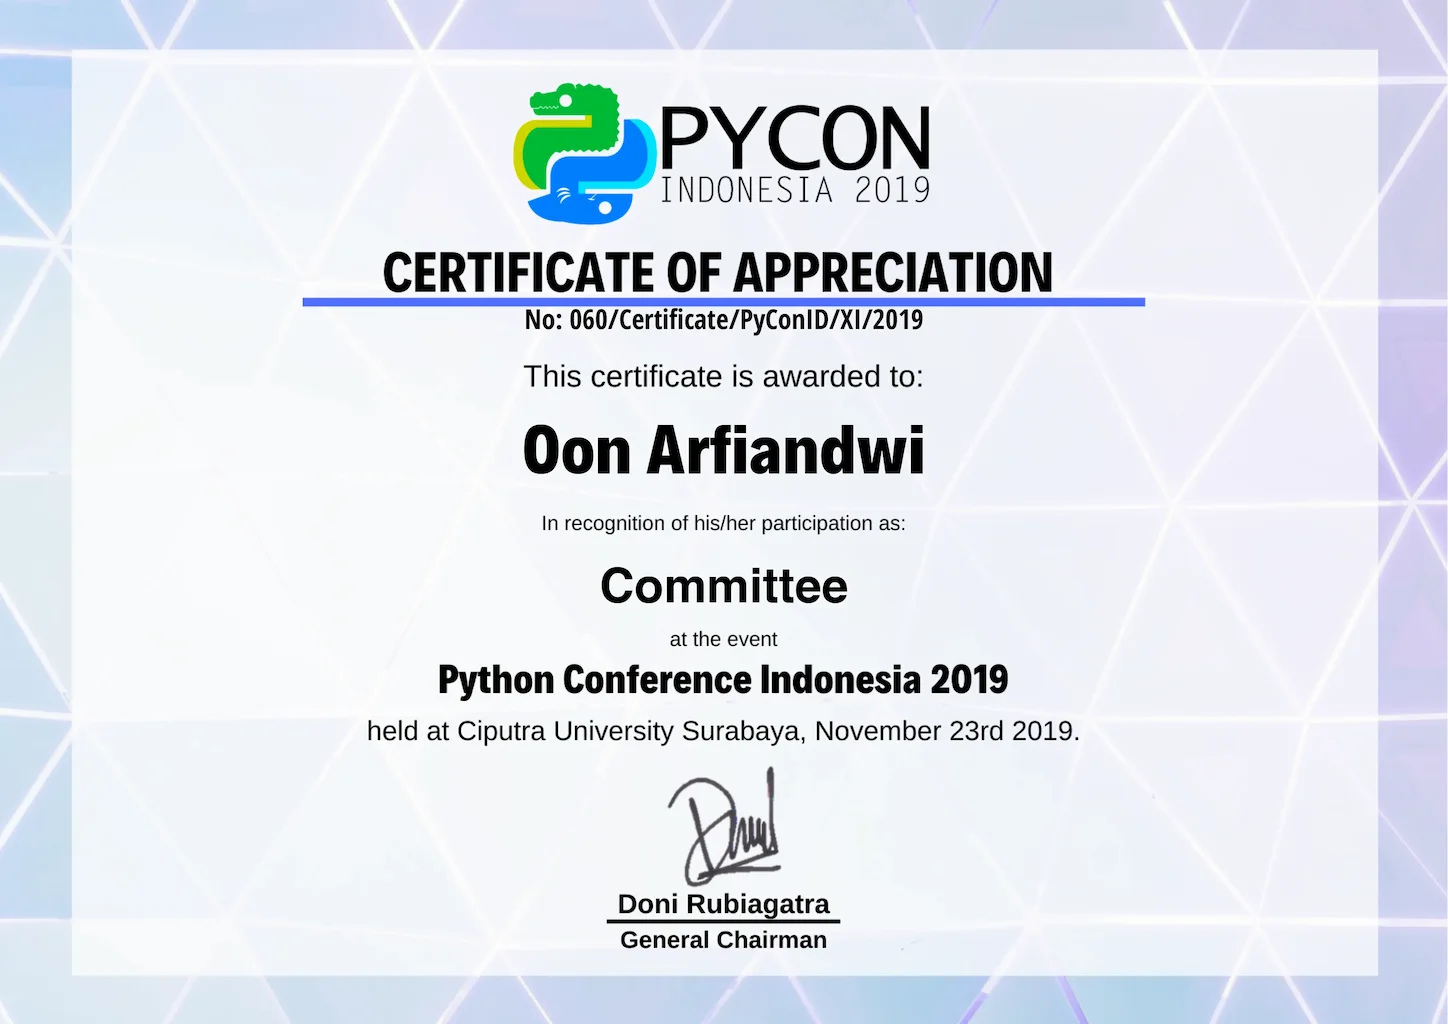 PYCON
INDONESIA 2019
CERTIFICATE OF APPRECIATION
No: 060/Certificate/PyConID/XI/2019
This certificate is awarded to:
Oon Arfiandwi
In recognition of his/her participation as:
Committee
at the event
Python Conference Indonesia 2019
held at Ciputra University Surabaya, November 23rd 2019.
Doni Rubiagatra
General Chairman